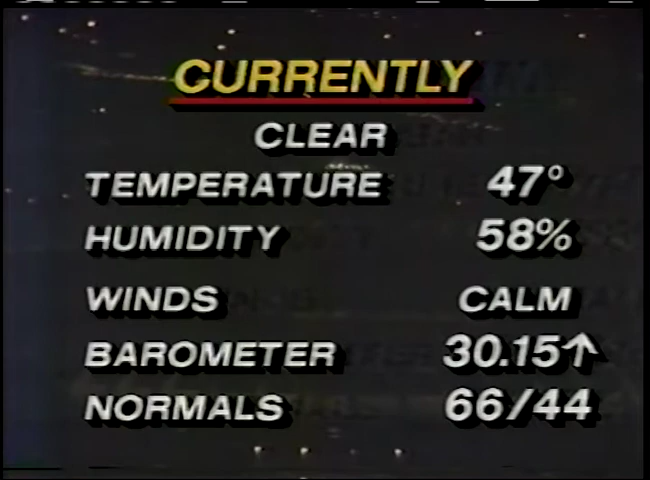 CURRENTLY
CLEAR
TEMPERATURE 47°
HUMIDITY 58%
WINDS CALM
BAROMETER 30.15↑
NORMALS 66/44